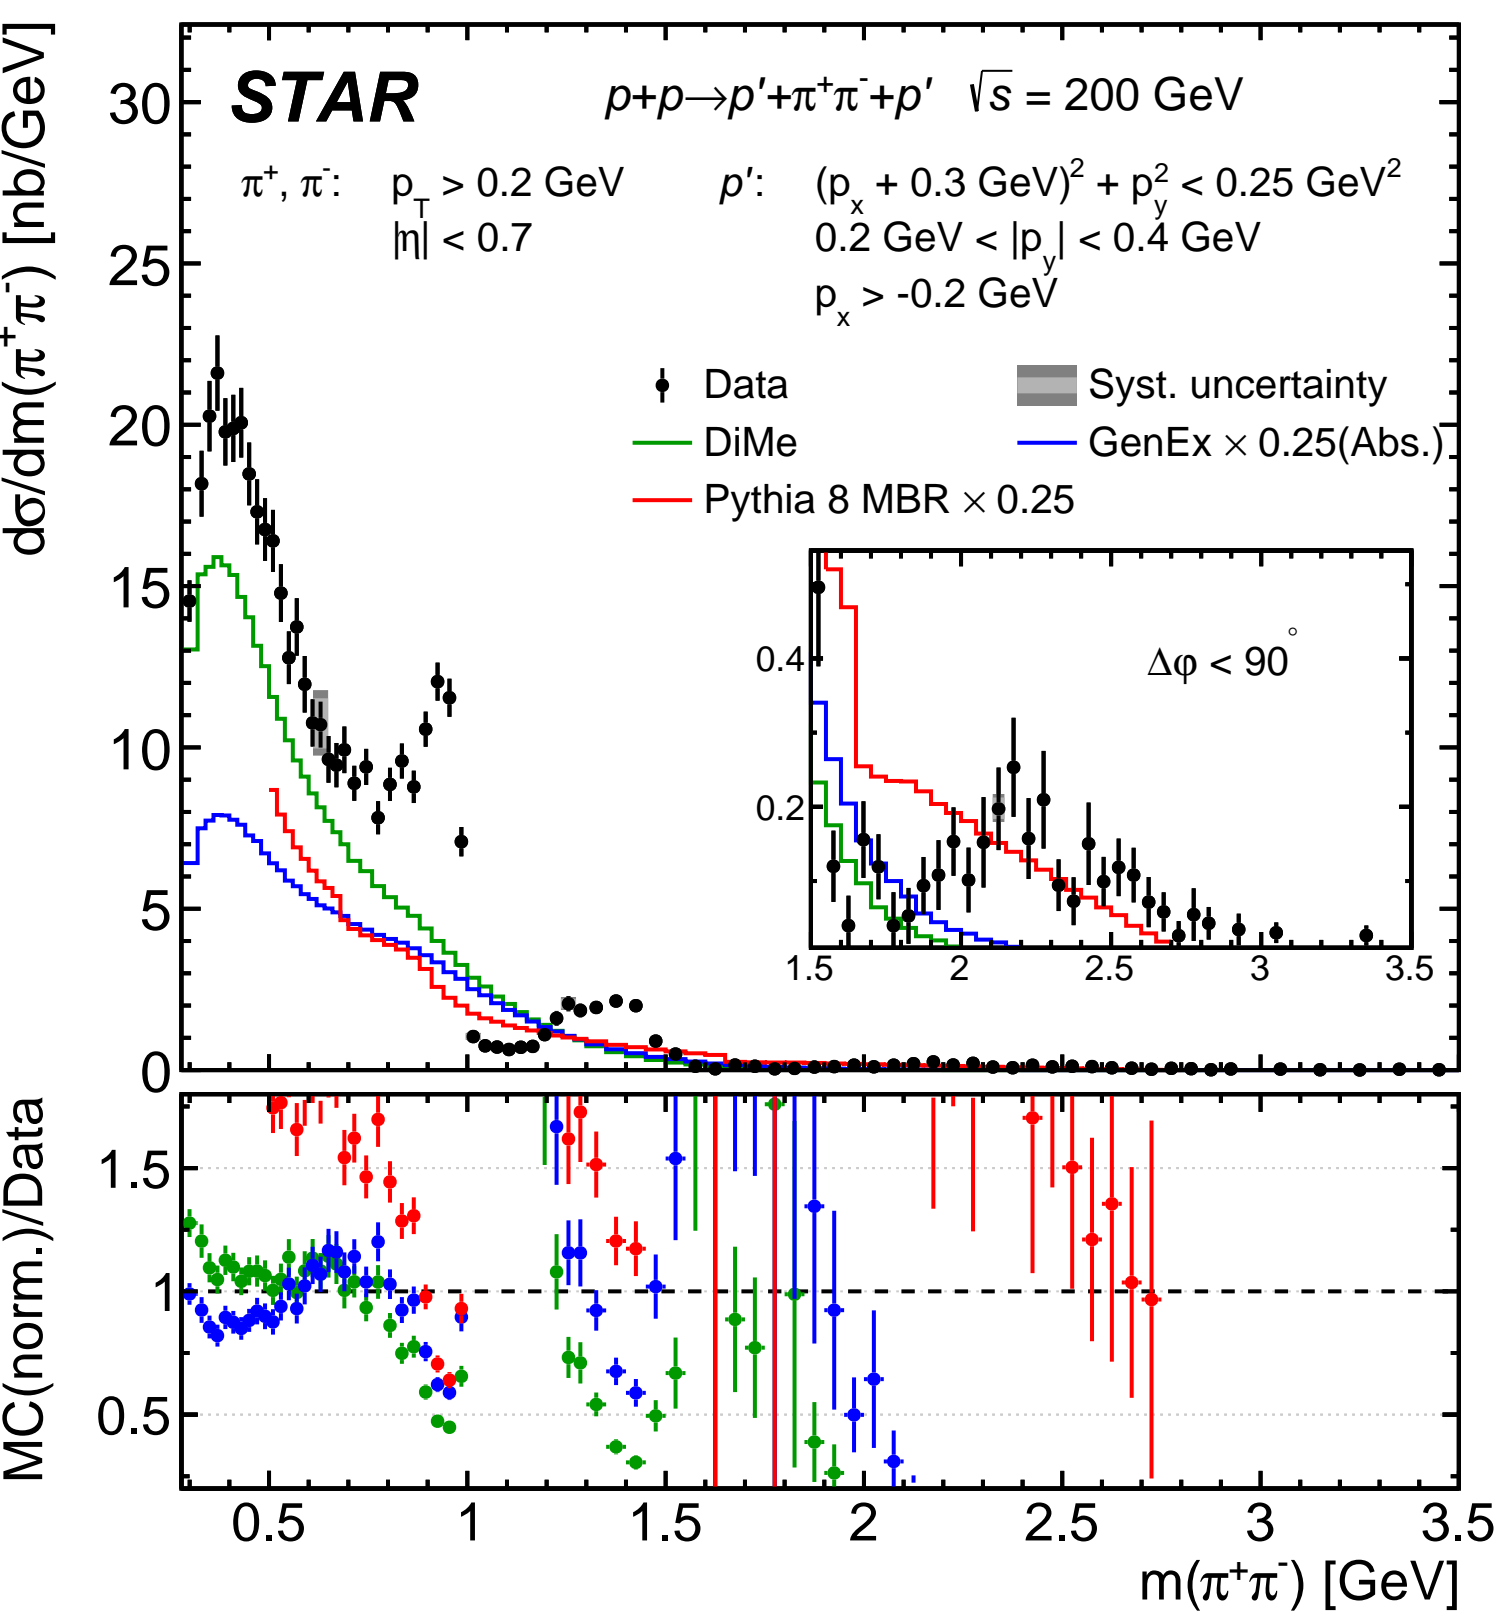 dσ/dm(π⁺π⁻) [nb/GeV]
STAR
p+p→p′+π⁺π⁻+p′ √s = 200 GeV
π⁺, π⁻: p_T > 0.2 GeV p′: (p_x + 0.3 GeV)² + p_y² < 0.25 GeV²
|η| < 0.7 0.2 GeV < |p_y| < 0.4 GeV
p_x > -0.2 GeV
Data Syst. uncertainty
DiMe GenEx × 0.25(Abs.)
Pythia 8 MBR × 0.25
30
25
20
15
10
5
0
Δφ < 90°
0.4
0.2
1.5 2 2.5 3 3.5
MC(norm.)/Data
1.5
1
0.5
0.5 1 1.5 2 2.5 3 3.5
m(π⁺π⁻) [GeV]